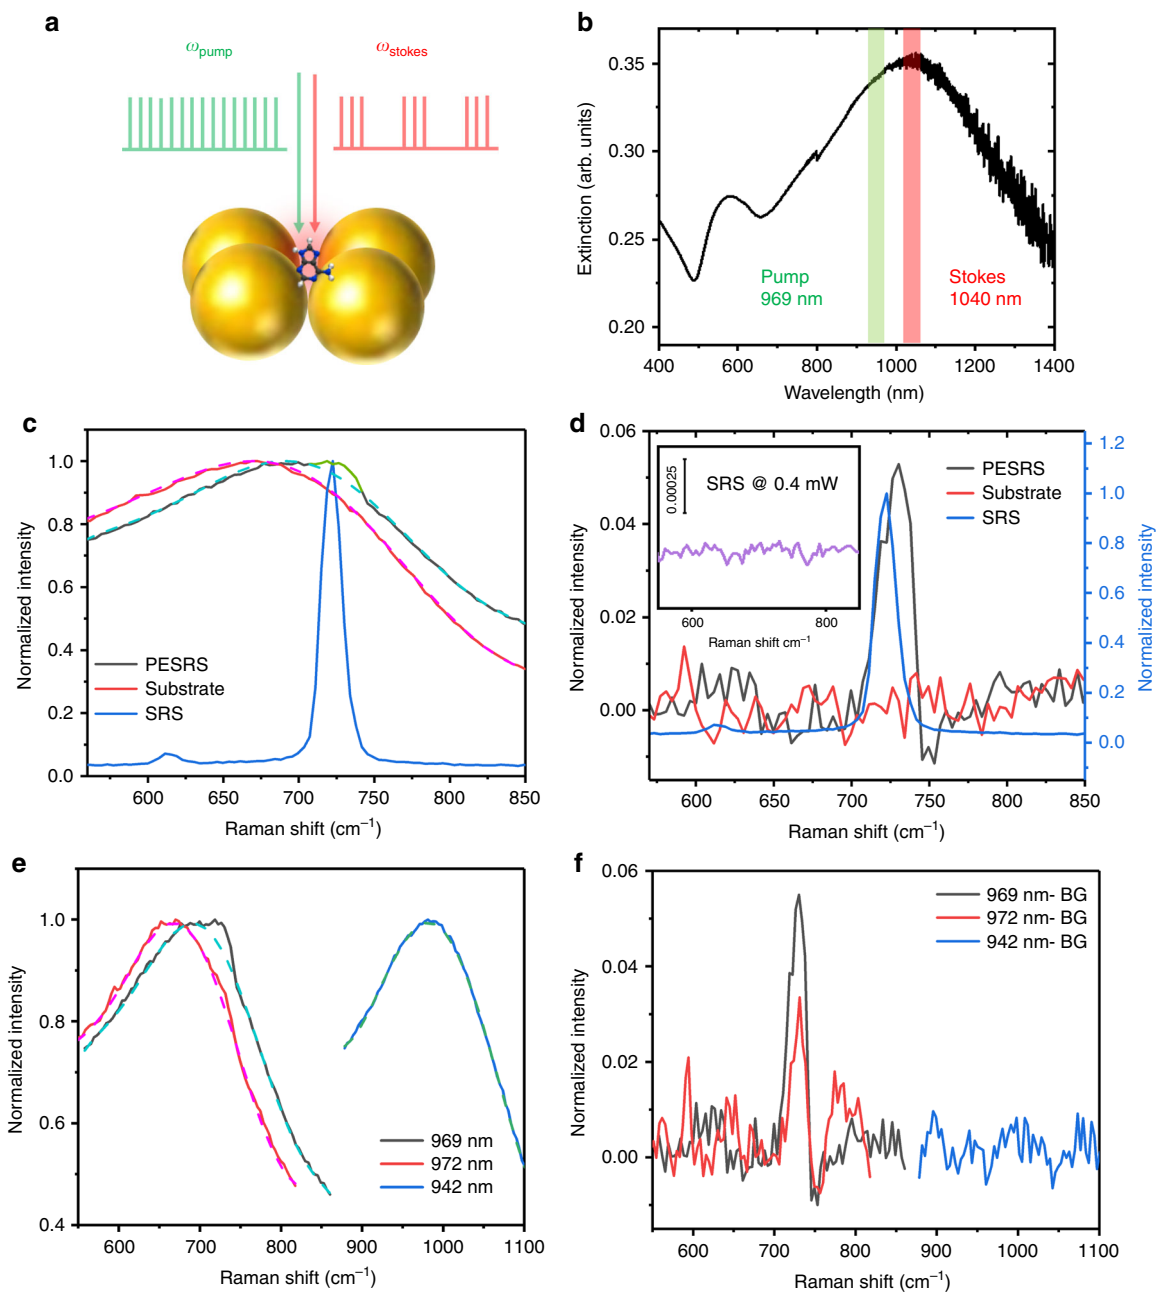 a
ωpump
ωstokes
b
Extinction (arb. units)
0.35
0.30
0.25
0.20
Pump
969 nm
Stokes
1040 nm
400 600 800 1000 1200 1400
Wavelength (nm)
c
Normalized intensity
1.0
0.8
0.6
0.4
0.2
0.0
PESRS
Substrate
SRS
600 650 700 750 800 850
Raman shift (cm⁻¹)
d
Normalized intensity
0.06
0.04
0.02
0.00
0.00025
SRS @ 0.4 mW
600 800
Raman shift cm⁻¹
PESRS
Substrate
SRS
1.2
1.0
0.8
0.6
0.4
0.2
0.0
Normalized intensity
600 650 700 750 800 850
Raman shift (cm⁻¹)
e
Normalized intensity
1.0
0.8
0.6
0.4
969 nm
972 nm
942 nm
600 700 800 900 1000 1100
Raman shift (cm⁻¹)
f
Normalized intensity
0.06
0.04
0.02
0.00
969 nm- BG
972 nm- BG
942 nm- BG
600 700 800 900 1000 1100
Raman shift (cm⁻¹)